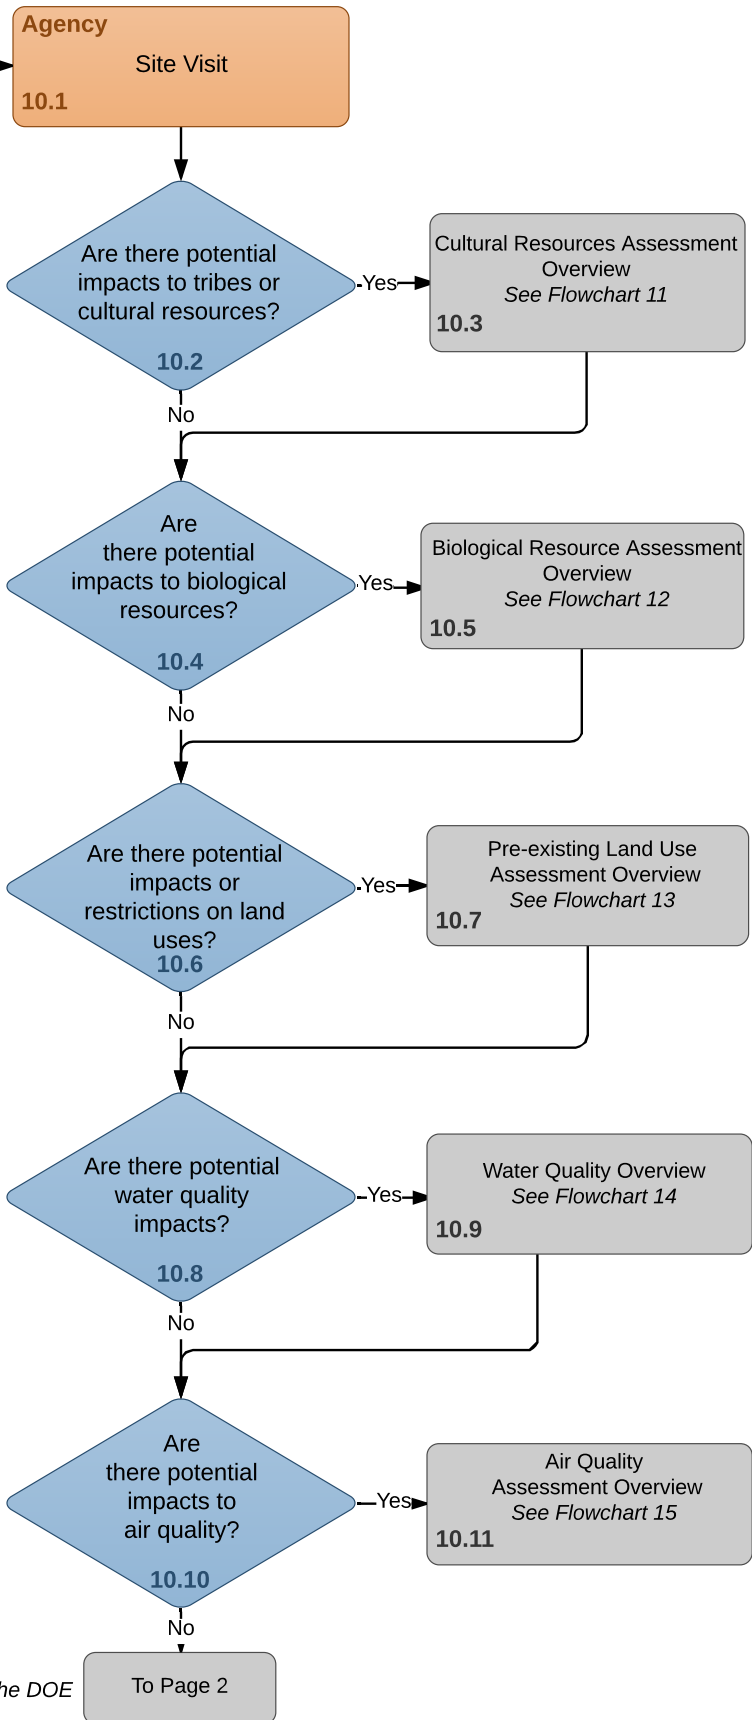 Agency
Site Visit
10.1
Are there potential
impacts to tribes or
cultural resources?
10.2
Yes
Cultural Resources Assessment
Overview
See Flowchart 11
10.3
No
Are
there potential
impacts to biological
resources?
10.4
Yes
Biological Resource Assessment
Overview
See Flowchart 12
10.5
No
Are there potential
impacts or
restrictions on land
uses?
10.6
Yes
Pre-existing Land Use
Assessment Overview
See Flowchart 13
10.7
No
Are there potential
water quality
impacts?
10.8
Yes
Water Quality Overview
See Flowchart 14
10.9
No
Are
there potential
impacts to
air quality?
10.10
Yes
Air Quality
Assessment Overview
See Flowchart 15
10.11
No
he DOE
To Page 2